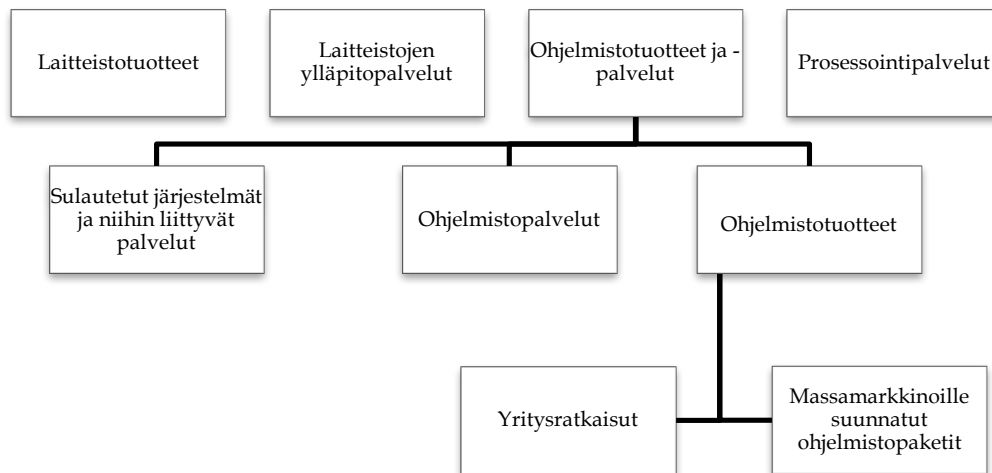 Laitteistotuotteet
Laitteistojen
ylläpitopalvelut
Ohjelmistotuotteet ja -
palvelut
Prosessointipalvelut
Sulautetut järjestelmät
ja niihin liittyvät
palvelut
Ohjelmistopalvelut
Ohjelmistotuotteet
Yritysratkaisut
Massamarkkinoille
suunnatut
ohjelmistopaketit